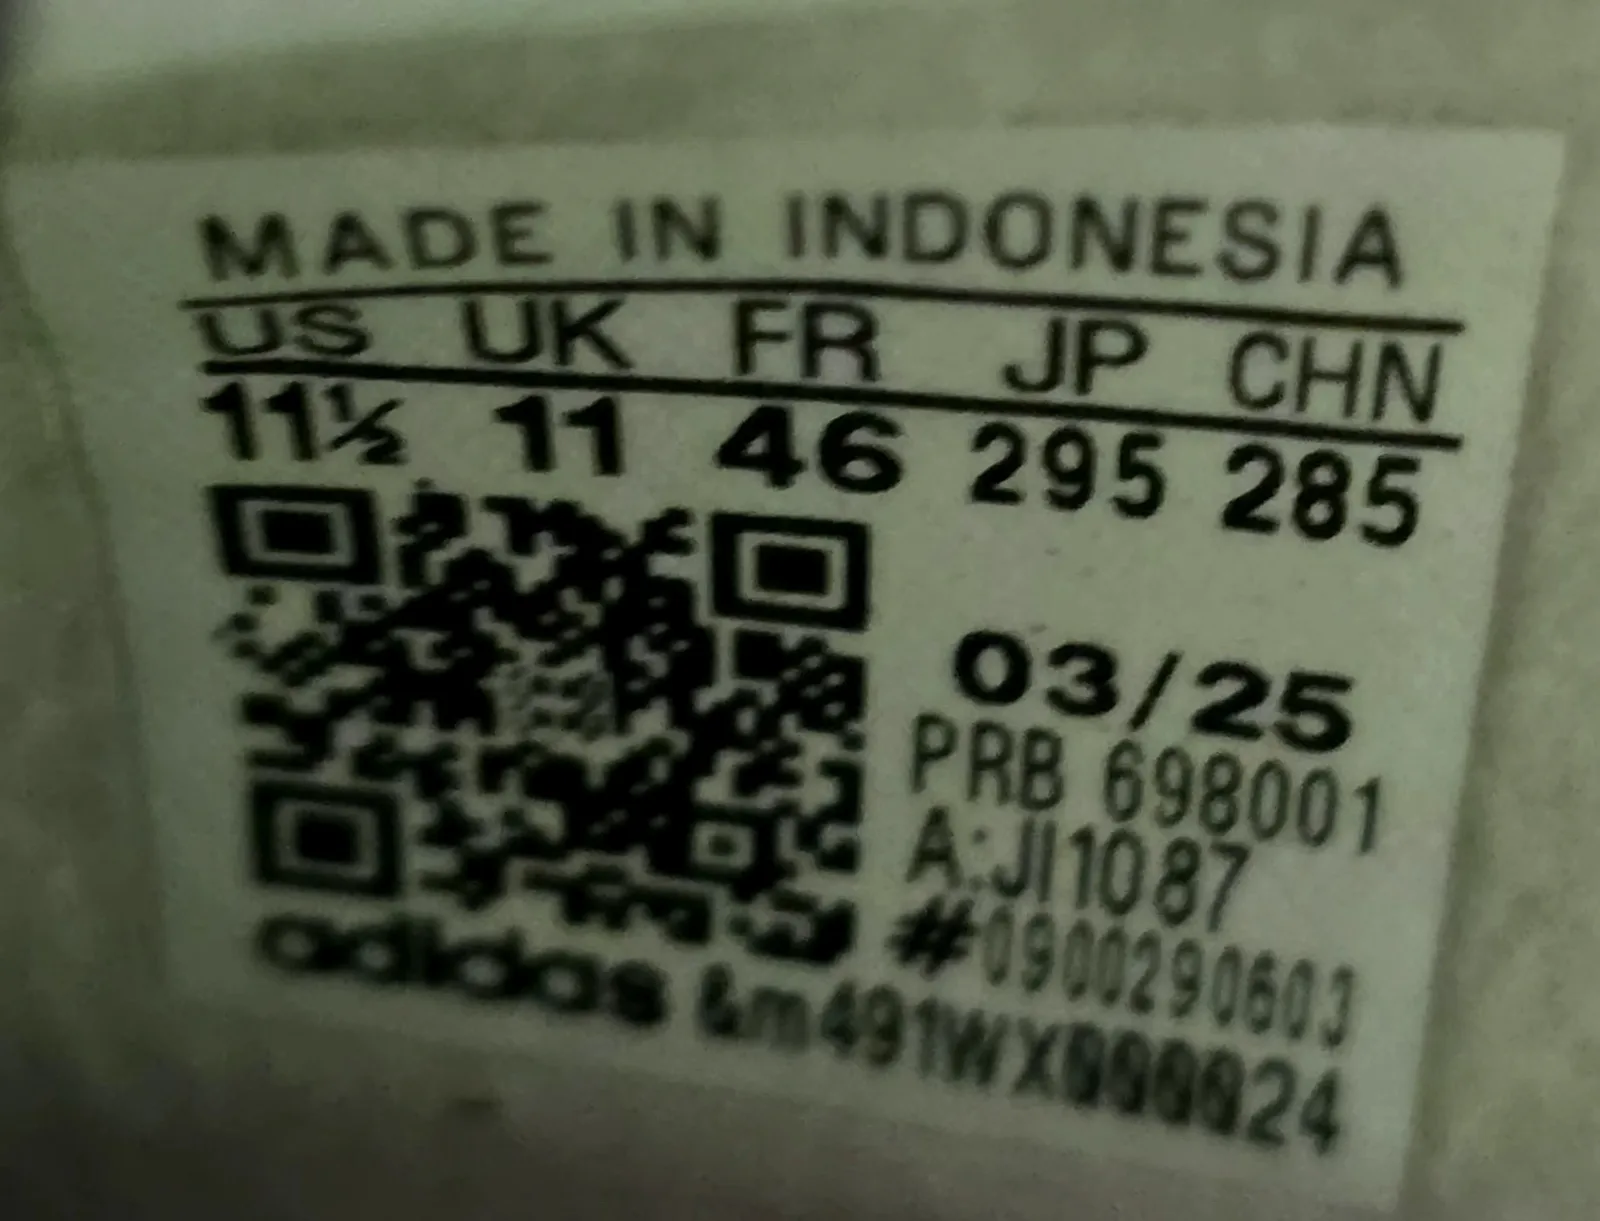 MADE IN INDONESIA
US UK FR JP CHN
11½ 11 46 295 285
03/25
PRB 698001
A:JI1087
#0900290603
adidas &m491WX000024